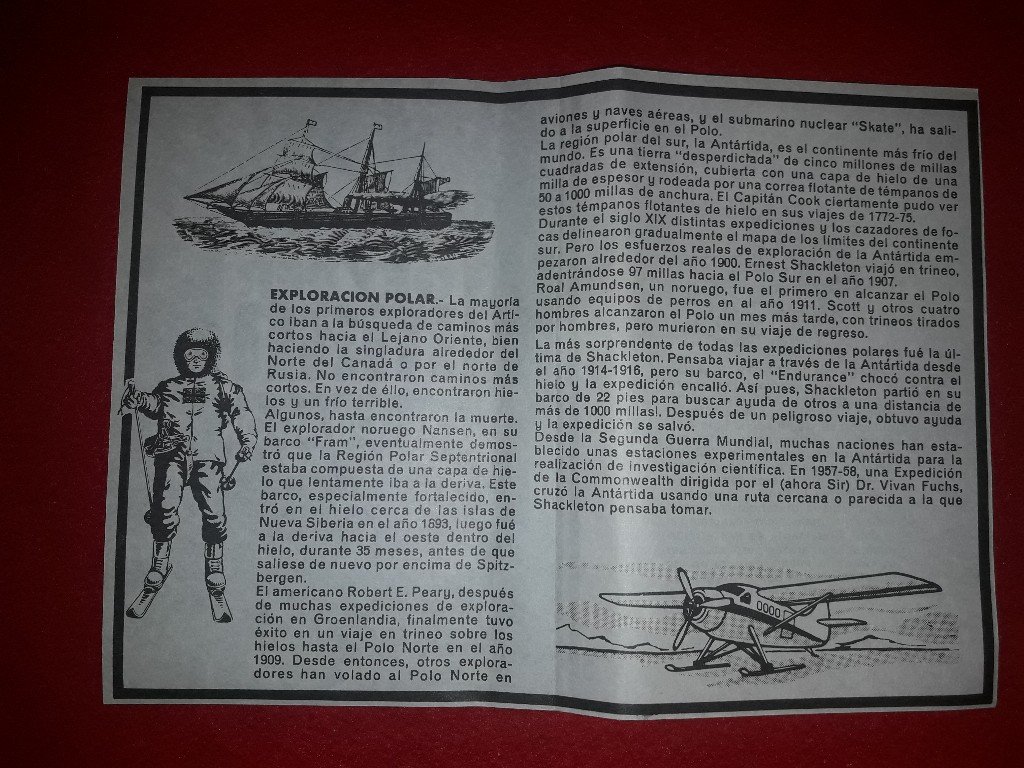 EXPLORACION POLAR.- La mayoría
de los primeros exploradores del Árti-
co iban a la búsqueda de caminos más
cortos hacia el Lejano Oriente, bien
haciendo la singladura alrededor del
Norte del Canadá o por el norte de
Rusia. No encontraron caminos más
cortos. En vez de éllo, encontraron hie-
los y un frío terrible.
Algunos, hasta encontraron la muerte.
El explorador noruego Nansen, en su
barco "Fram", eventualmente demos-
tró que la Región Polar Septentrional
estaba compuesta de una capa de hie-
lo que lentamente iba a la deriva. Este
barco, especialmente fortalecido, en-
tró en el hielo cerca de las islas de
Nueva Siberia en el año 1893, luego fué
a la deriva hacia el oeste dentro del
hielo, durante 35 meses, antes de que
saliese de nuevo por encima de Spitz-
bergen.
El americano Robert E. Peary, después
de muchas expediciones de explora-
ción en Groenlandia, finalmente tuvo
éxito en un viaje en trineo sobre los
hielos hasta el Polo Norte en el año
1909. Desde entonces, otros explora-
dores han volado al Polo Norte en
aviones y naves aéreas, y el submarino nuclear "Skate", ha sali-
do a la superficie en el Polo.
La región polar del sur, la Antártida, es el continente más frío del
mundo. Es una tierra "desperdichada" de cinco millones de millas
cuadradas de extensión, cubierta con una capa de hielo de una
milla de espesor y rodeada por una correa flotante de témpanos de
50 a 1000 millas de anchura. El Capitán Cook ciertamente pudo ver
estos témpanos flotantes de hielo en sus viajes de 1772-75.
Durante el siglo XIX distintas expediciones y los cazadores de fo-
cas delinearon gradualmente el mapa de los límites del continente
sur. Pero los esfuerzos reales de exploración de la Antártida em-
pezaron alrededor del año 1900. Ernest Shackleton viajó en trineo,
adentrándose 97 millas hacia el Polo Sur en el año 1907.
Roal Amundsen, un noruego, fue el primero en alcanzar el Polo
usando equipos de perros en al año 1911. Scott y otros cuatro
hombres alcanzaron el Polo un mes más tarde, con trineos tirados
por hombres, pero murieron en su viaje de regreso.
La más sorprendente de todas las expediciones polares fué la úl-
tima de Shackleton. Pensaba viajar a través de la Antártida desde
el año 1914-1916, pero su barco, el "Endurance" chocó contra el
hielo y la expedición encalló. Así pues, Shackleton partió en su
barco de 22 pies para buscar ayuda de otros a una distancia de
más de 1000 millas!. Después de un peligroso viaje, obtuvo ayuda
y la expedición se salvó.
Desde la Segunda Guerra Mundial, muchas naciones han esta-
blecido unas estaciones experimentales en la Antártida para la
realización de investigación científica. En 1957-58, una Expedición
de la Commonwealth dirigida por el (ahora Sir) Dr. Vivan Fuchs,
cruzó la Antártida usando una ruta cercana o parecida a la que
Shackleton pensaba tomar.